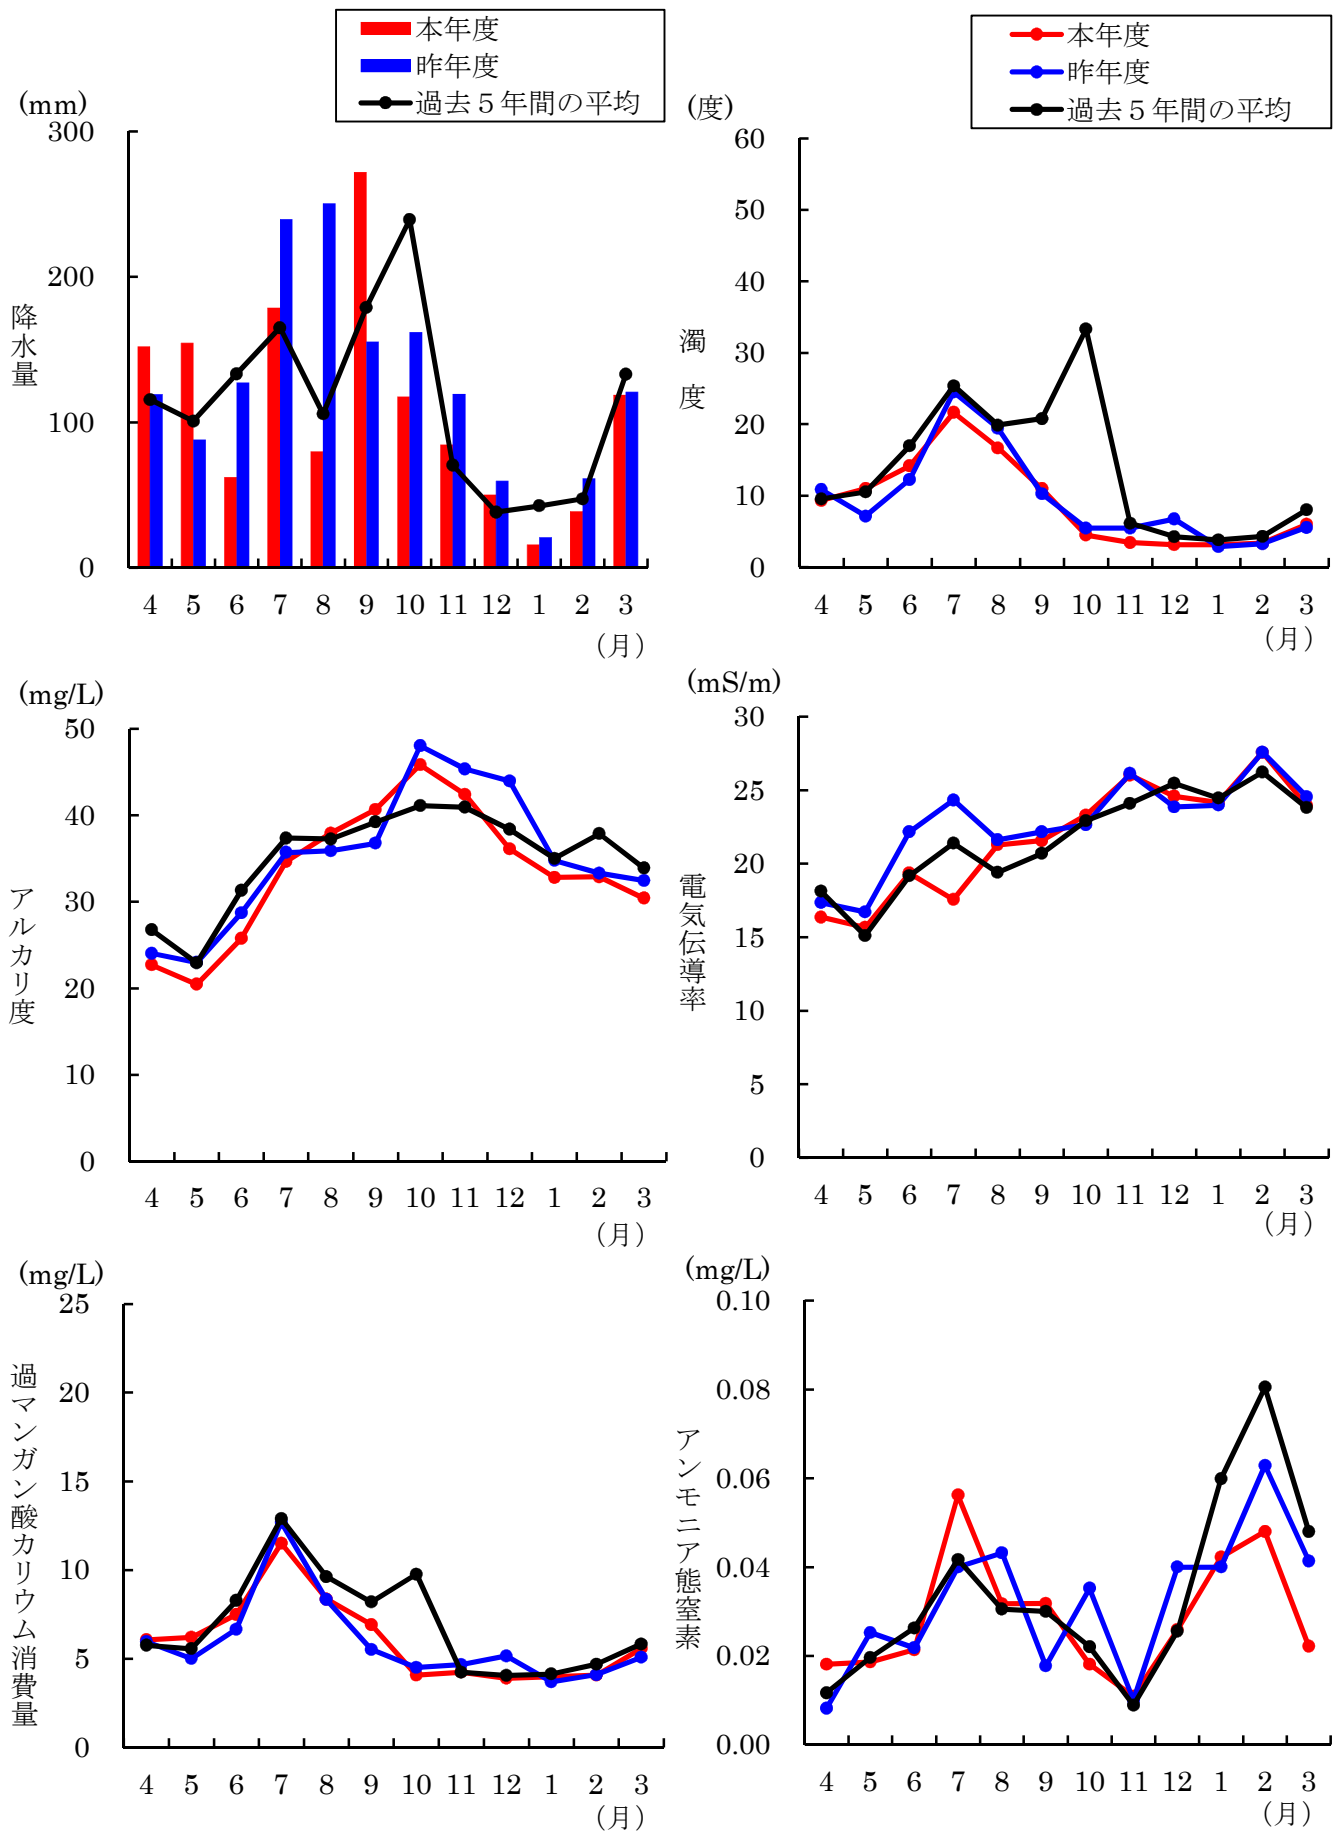 本年度
昨年度
過去５年間の平均
(mm)
300
200
100
0
降水量
4 5 6 7 8 9 10 11 12 1 2 3
（月）
本年度
昨年度
過去５年間の平均
(度)
60
50
40
30
20
10
0
濁度
4 5 6 7 8 9 10 11 12 1 2 3
（月）
(mg/L)
50
40
30
20
10
0
アルカリ度
4 5 6 7 8 9 10 11 12 1 2 3
（月）
(mS/m)
30
25
20
15
10
5
0
電気伝導率
4 5 6 7 8 9 10 11 12 1 2 3
（月）
(mg/L)
25
20
15
10
5
0
過マンガン酸カリウム消費量
4 5 6 7 8 9 10 11 12 1 2 3
（月）
(mg/L)
0.10
0.08
0.06
0.04
0.02
0.00
アンモニア態窒素
4 5 6 7 8 9 10 11 12 1 2 3
（月）